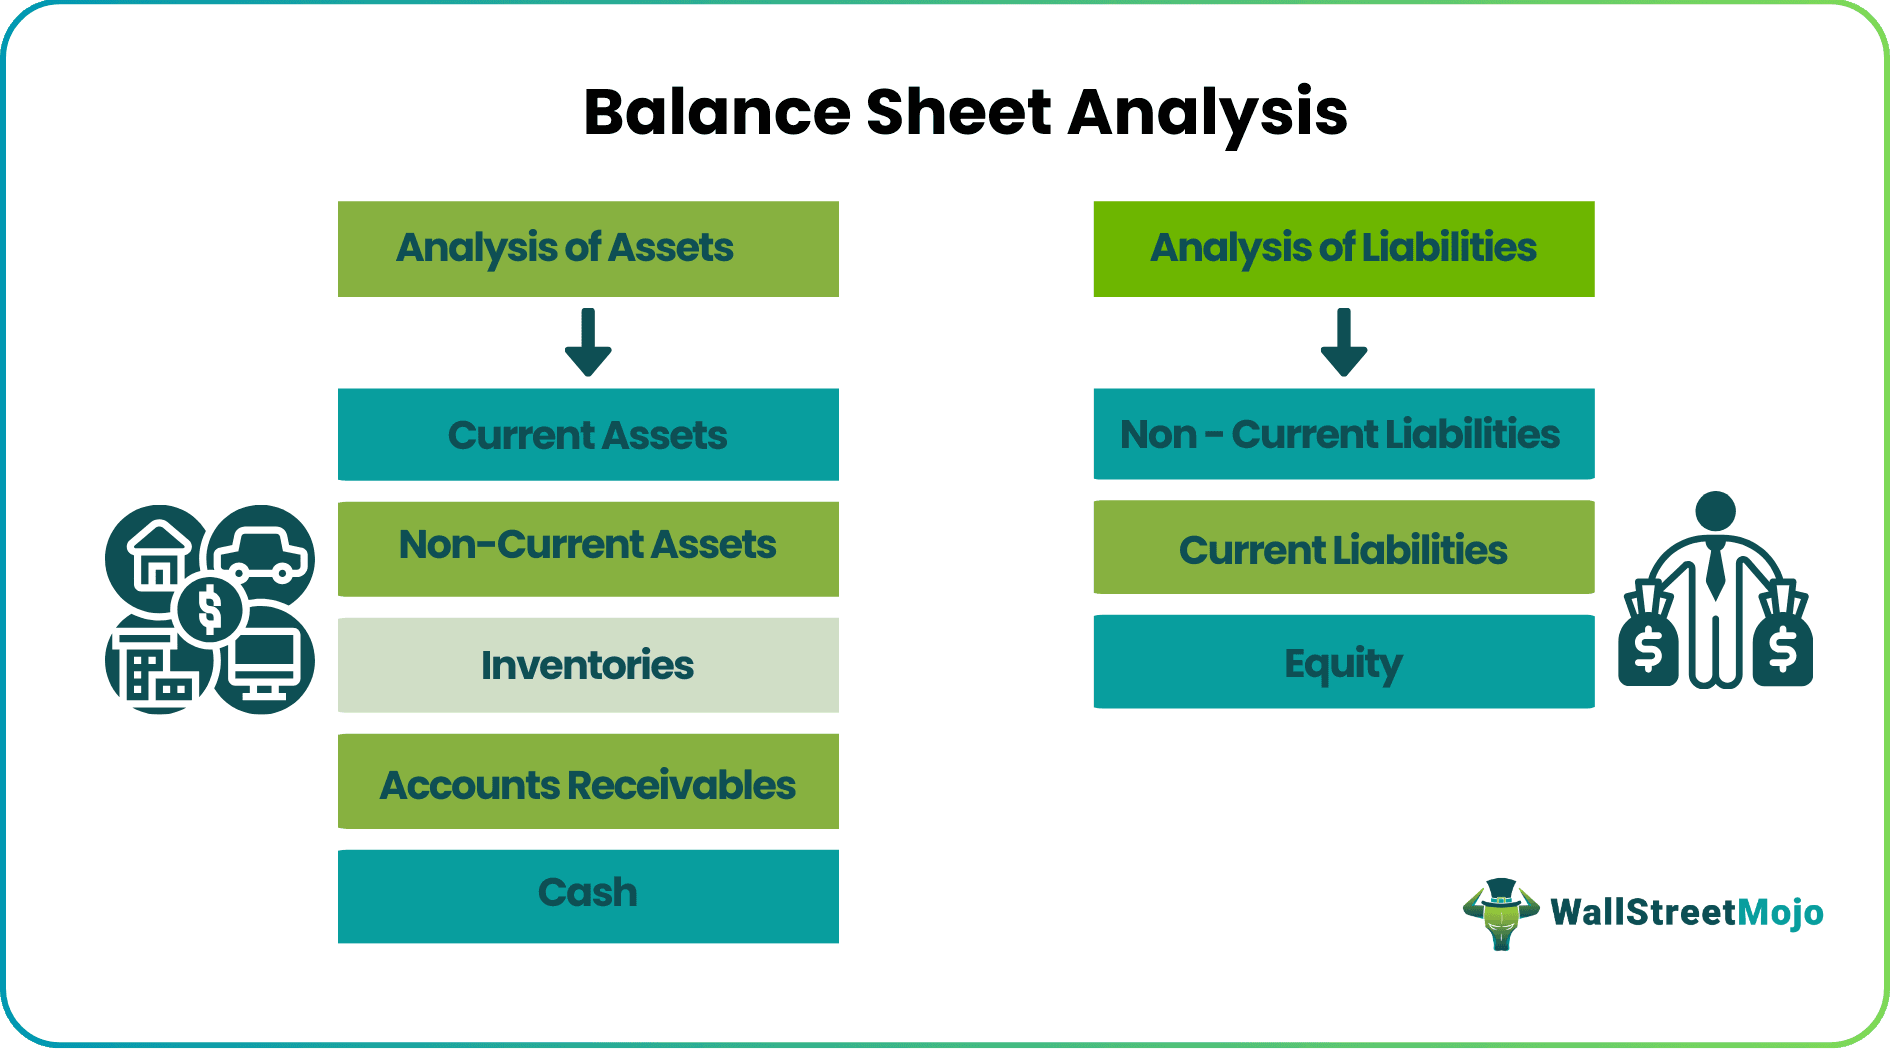 Balance Sheet Analysis
Analysis of Assets
Current Assets
Non-Current Assets
Inventories
Accounts Receivables
Cash
Analysis of Liabilities
Non - Current Liabilities
Current Liabilities
Equity
$
$
$
WallStreetMojo